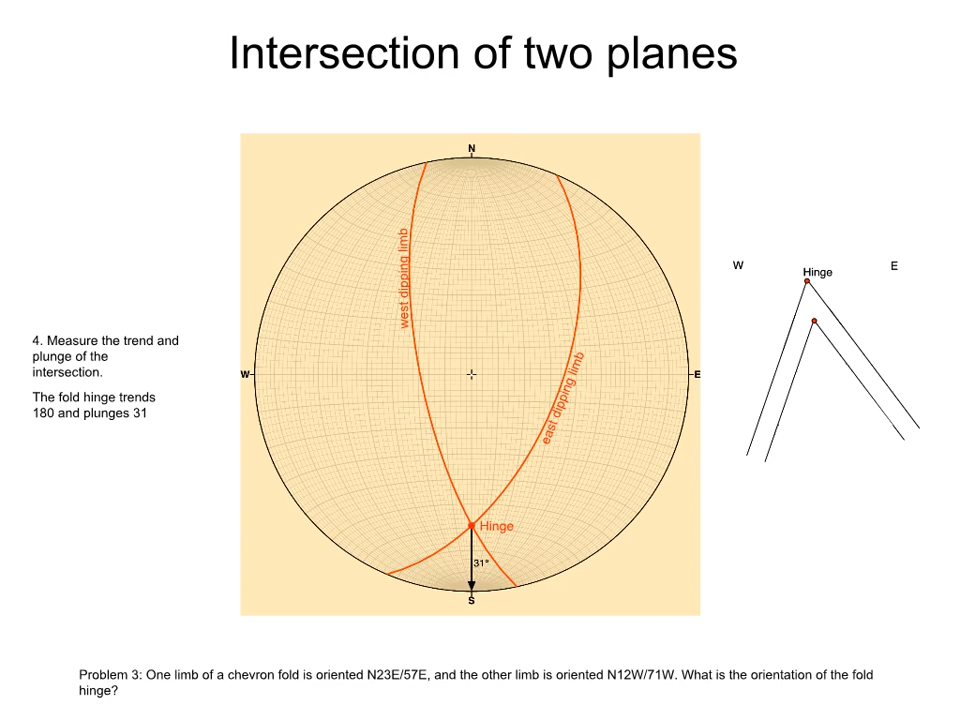 Intersection of two planes
N
west dipping limb
W
E
east dipping limb
Hinge
31°
S
4. Measure the trend and
plunge of the
intersection.
The fold hinge trends
180 and plunges 31
W
E
Hinge
Problem 3: One limb of a chevron fold is oriented N23E/57E, and the other limb is oriented N12W/71W. What is the orientation of the fold
hinge?